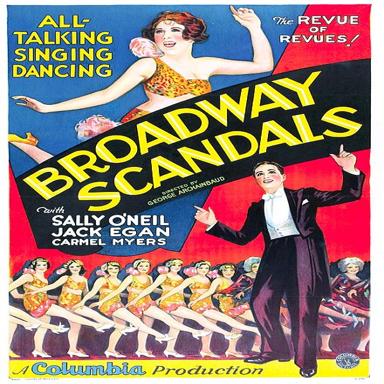 ALL-
TALKING
SINGING
DANCING
The REVUE
OF
REVUES!
BROADWAY
SCANDALS
DIRECTED BY
GEORGE ARCHAINBAUD
with
SALLY O'NEIL
JACK EGAN
CARMEL MYERS
A Columbia Production